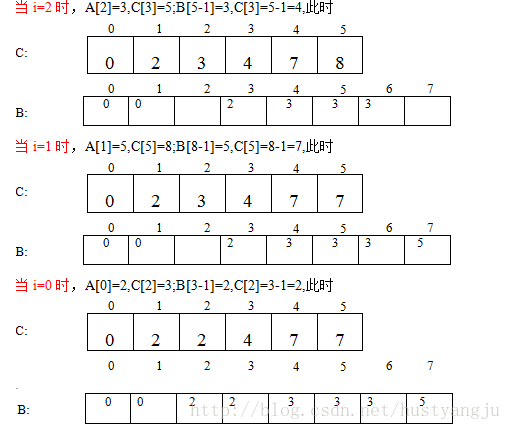 当 i=2 时，A[2]=3,C[3]=5;B[5-1]=3,C[3]=5-1=4,此时
0 1 2 3 4 5
C: 0 2 3 4 7 8
0 1 2 3 4 5 6 7
B: 0 0 2 3 3 3
当 i=1 时，A[1]=5,C[5]=8;B[8-1]=5,C[5]=8-1=7,此时
0 1 2 3 4 5
C: 0 2 3 4 7 7
0 1 2 3 4 5 6 7
B: 0 0 2 3 3 3 5
当 i=0 时，A[0]=2,C[2]=3;B[3-1]=2,C[2]=3-1=2,此时
0 1 2 3 4 5
C: 0 2 2 4 7 7
0 1 2 3 4 5 6 7
B: 0 0 2 2 3 3 3 5
http://blog.csdn.net/hustyangju